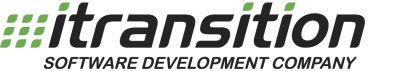 itransition
SOFTWARE DEVELOPMENT COMPANY